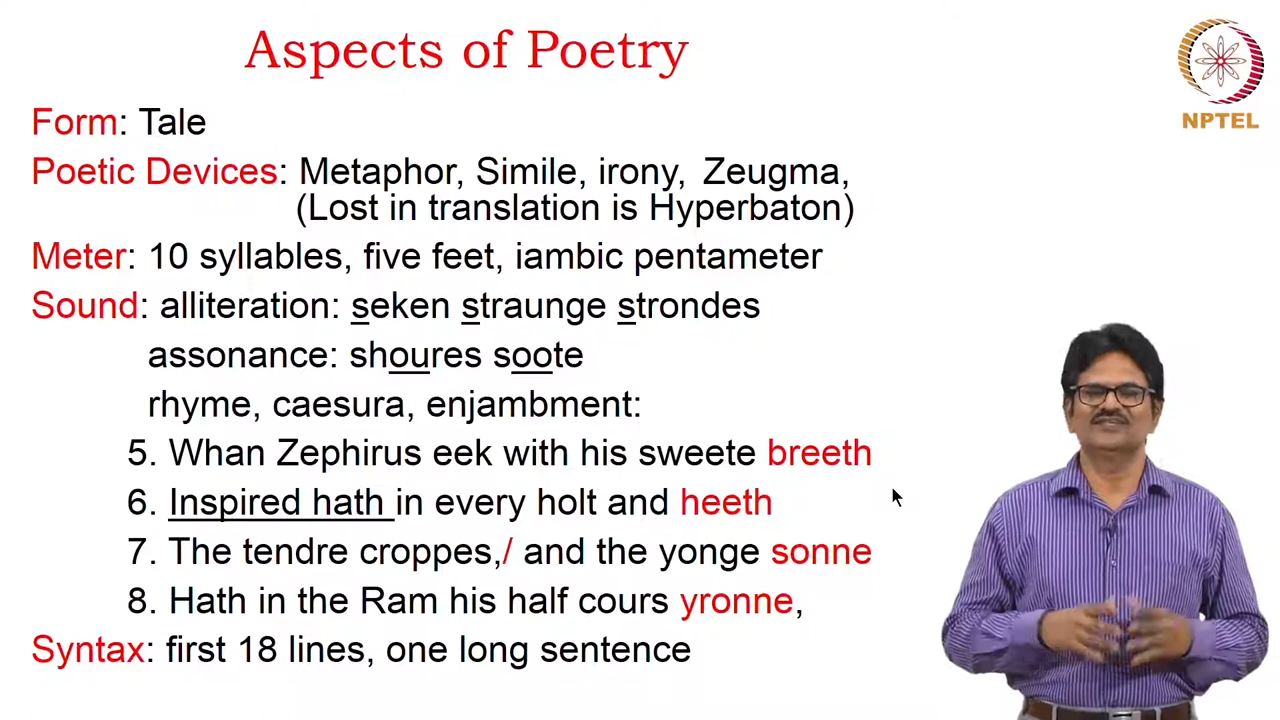 Aspects of Poetry
NPTEL
Form: Tale
Poetic Devices: Metaphor, Simile, irony, Zeugma,
(Lost in translation is Hyperbaton)
Meter: 10 syllables, five feet, iambic pentameter
Sound: alliteration: seken straunge strondes
assonance: shoures soote
rhyme, caesura, enjambment:
5. Whan Zephirus eek with his sweete breeth
6. Inspired hath in every holt and heeth
7. The tendre croppes,/ and the yonge sonne
8. Hath in the Ram his half cours yronne,
Syntax: first 18 lines, one long sentence